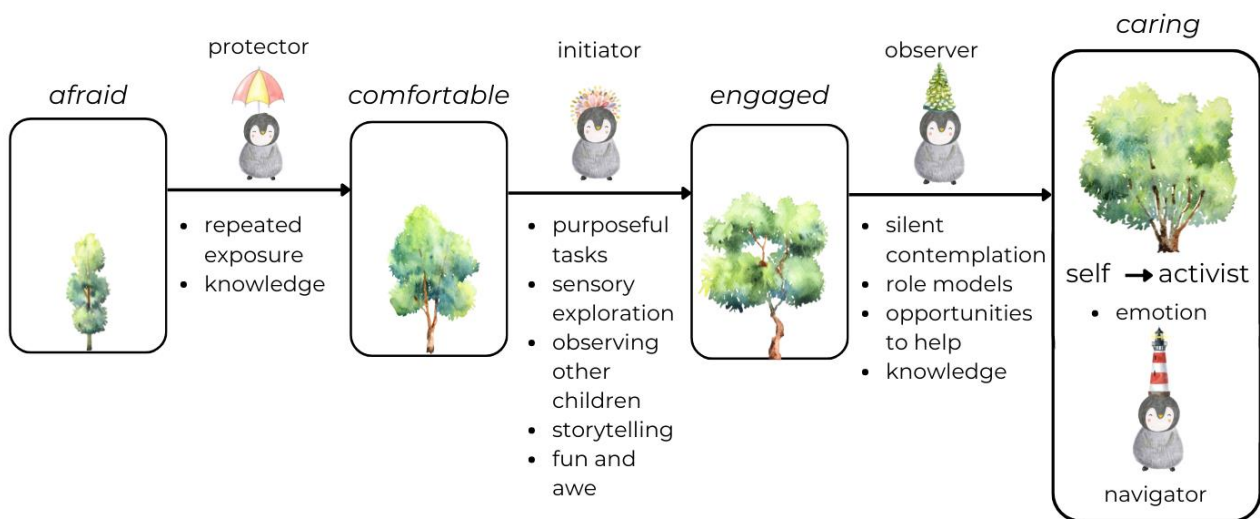 afraid
protector
• repeated
exposure
• knowledge
comfortable
initiator
• purposeful
tasks
• sensory
exploration
• observing
other
children
• storytelling
• fun and
awe
engaged
observer
• silent
contemplation
• role models
• opportunities
to help
• knowledge
caring
self → activist
• emotion
navigator